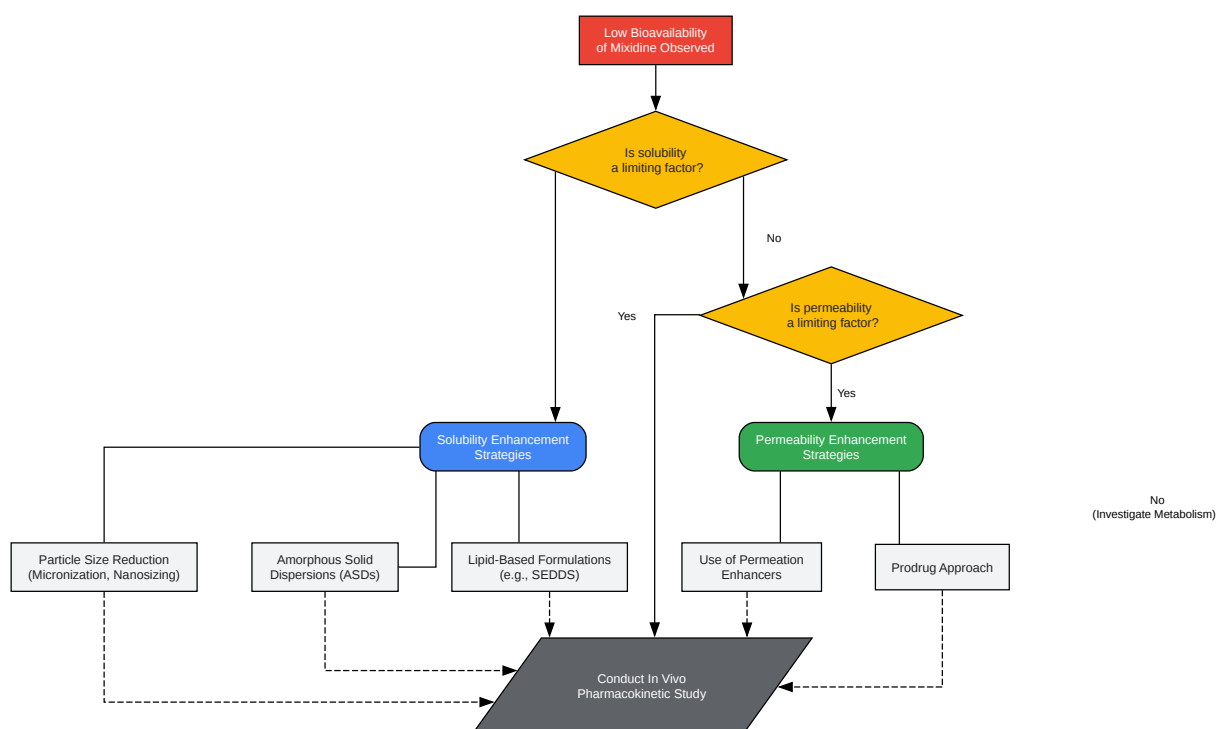 Low Bioavailability
of Mixidine Observed
Is solubility
a limiting factor?
No
Is permeability
a limiting factor?
Yes
Yes
Solubility Enhancement
Strategies
Permeability Enhancement
Strategies
No
(Investigate Metabolism)
Particle Size Reduction
(Micronization, Nanosizing)
Amorphous Solid
Dispersions (ASDs)
Lipid-Based Formulations
(e.g., SEDDS)
Use of Permeation
Enhancers
Prodrug Approach
Conduct In Vivo
Pharmacokinetic Study